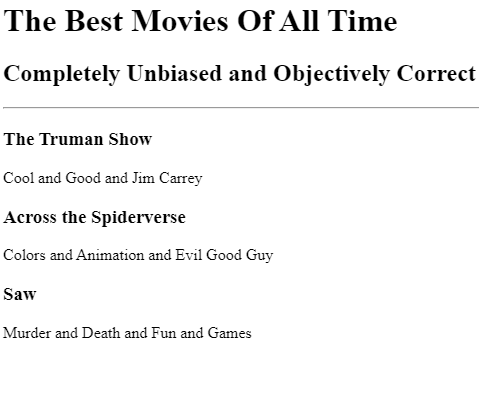 The Best Movies Of All Time
Completely Unbiased and Objectively Correct
The Truman Show
Cool and Good and Jim Carrey
Across the Spiderverse
Colors and Animation and Evil Good Guy
Saw
Murder and Death and Fun and Games